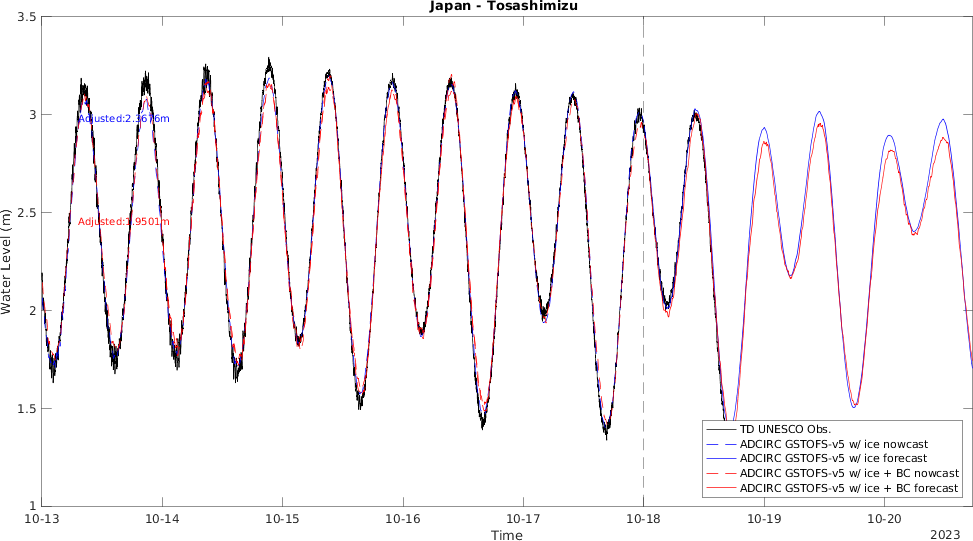 Japan - Tosashimizu
3.5
3
2.5
2
1.5
1
Water Level (m)
Adjusted:2.3676m
Adjusted:1.9501m
TD UNESCO Obs.
ADCIRC GSTOFS-v5 w/ ice nowcast
ADCIRC GSTOFS-v5 w/ ice forecast
ADCIRC GSTOFS-v5 w/ ice + BC nowcast
ADCIRC GSTOFS-v5 w/ ice + BC forecast
10-13 10-14 10-15 10-16 10-17 10-18 10-19 10-20
Time
2023